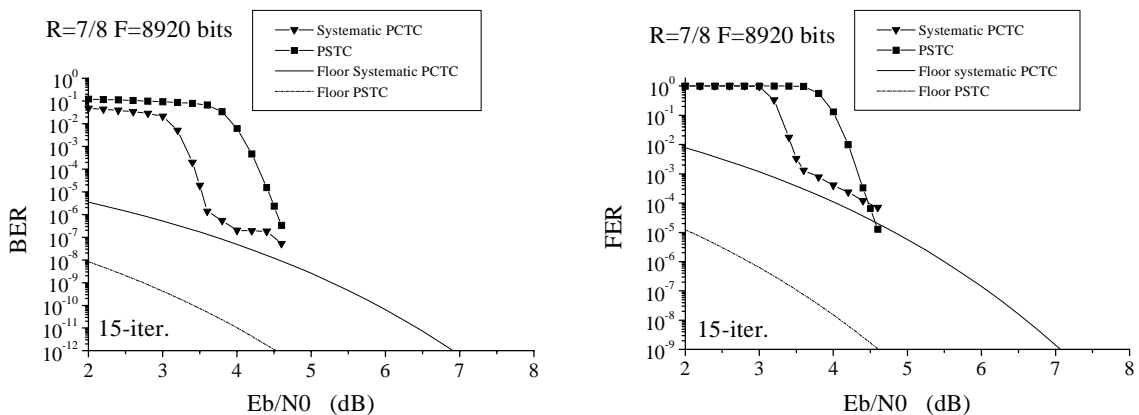 R=7/8 F=8920 bits
Systematic PCTC
PSTC
Floor Systematic PCTC
Floor PSTC
10^0
10^-1
10^-2
10^-3
10^-4
10^-5
10^-6
10^-7
10^-8
10^-9
10^-10
10^-11
10^-12
BER
15-iter.
2 3 4 5 6 7 8
Eb/N0 (dB)
R=7/8 F=8920 bits
Systematic PCTC
PSTC
Floor systematic PCTC
Floor PSTC
10^0
10^-1
10^-2
10^-3
10^-4
10^-5
10^-6
10^-7
10^-8
10^-9
FER
15-iter.
2 3 4 5 6 7 8
Eb/N0 (dB)